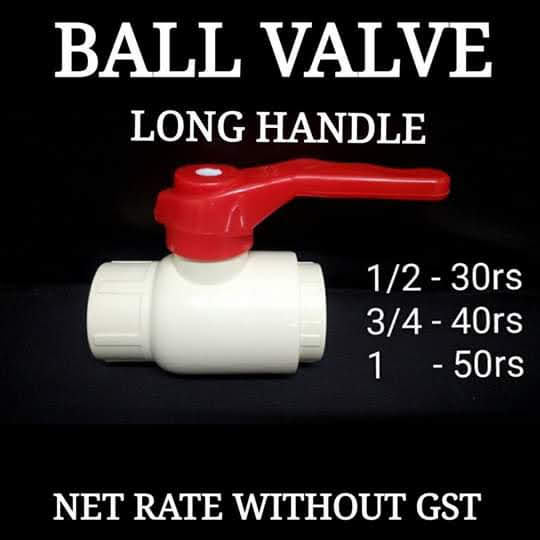 BALL VALVE
LONG HANDLE
1/2 - 30rs
3/4 - 40rs
1 - 50rs
NET RATE WITHOUT GST